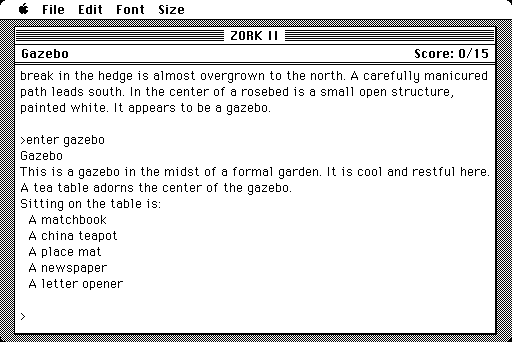 File Edit Font Size
ZORK II
Gazebo Score: 0/15
break in the hedge is almost overgrown to the north. A carefully manicured
path leads south. In the center of a rosebed is a small open structure,
painted white. It appears to be a gazebo.
>enter gazebo
Gazebo
This is a gazebo in the midst of a formal garden. It is cool and restful here.
A tea table adorns the center of the gazebo.
Sitting on the table is:
A matchbook
A china teapot
A place mat
A newspaper
A letter opener
>